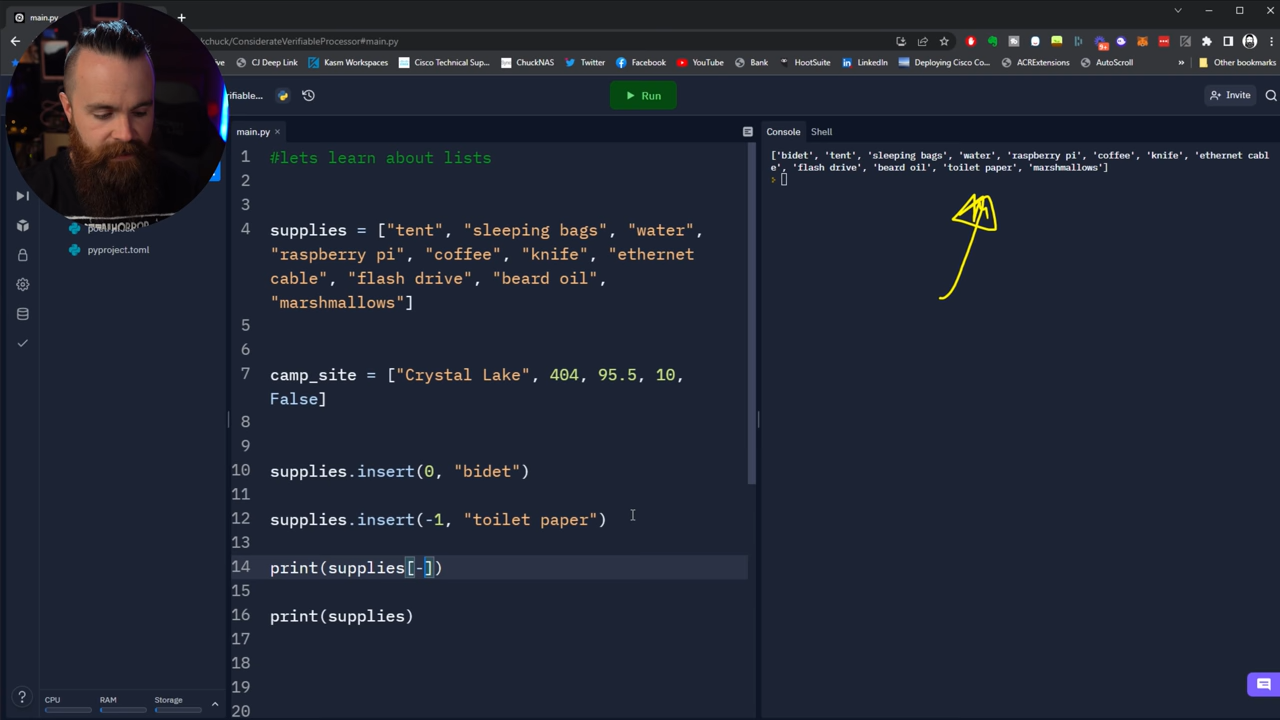 main.py
chuck/ConsiderateVerifiableProcessor#main.py
CJ Deep Link Kasm Workspaces Cisco Technical Sup... ChuckNAS Twitter Facebook YouTube Bank HootSuite LinkedIn Deploying Cisco Co... ACRExtensions AutoScroll » Other bookmarks
ifiable... Run Invite
main.py × Console Shell
1 #lets learn about lists
2
3
4 supplies = ["tent", "sleeping bags", "water",
"raspberry pi", "coffee", "knife", "ethernet
cable", "flash drive", "beard oil",
"marshmallows"]
5
6
7 camp_site = ["Crystal Lake", 404, 95.5, 10,
False]
8
9
10 supplies.insert(0, "bidet")
11
12 supplies.insert(-1, "toilet paper")
13
14 print(supplies[-])
15
16 print(supplies)
17
18
19
20
['bidet', 'tent', 'sleeping bags', 'water', 'raspberry pi', 'coffee', 'knife', 'ethernet cabl
e', 'flash drive', 'beard oil', 'toilet paper', 'marshmallows']
>
pyproject.toml
CPU RAM Storage
?